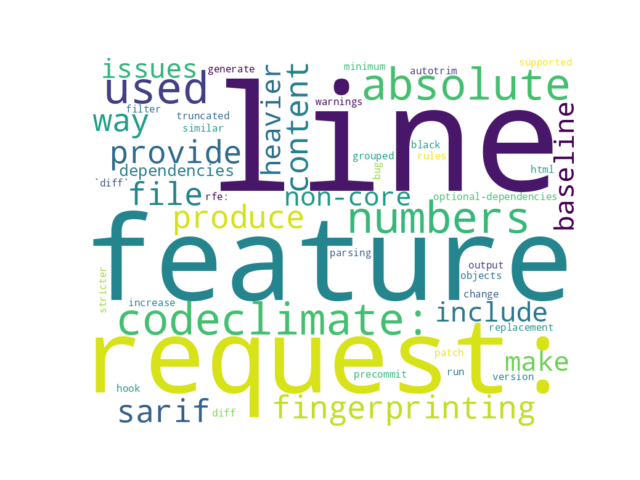 issues
generate
minimum
autotrim
supported
used
filter
heavier
content
warnings
line
absolute
way
truncated
similar
provide
dependencies
grouped
bug
black
rules
html
baseline
`diff`
file
rfe:
non-core
optional-dependencies
produce
numbers
feature
parsing
output
objects
stricter
increase
change
codeclimate:
include
replacement
request:
patch
make
precommit
run
version
hook
sarif
diff
fingerprinting